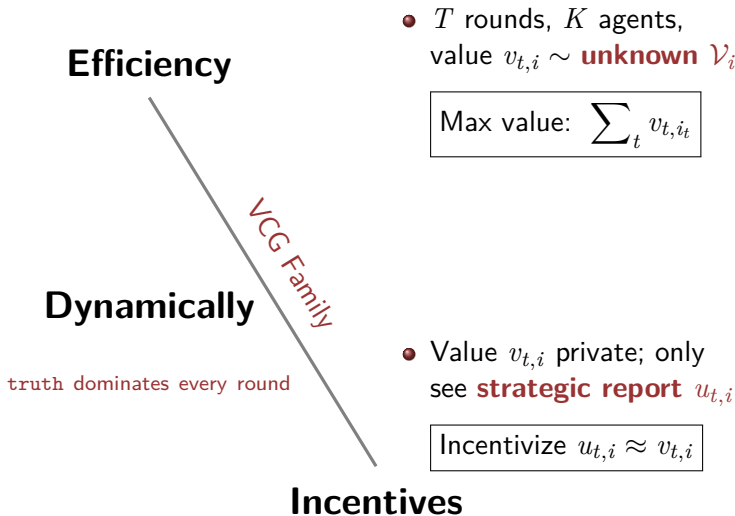 Efficiency
VCG Family
Dynamically
truth dominates every round
Incentives
T rounds, K agents,
value v_{t,i} ∼ unknown 𝒱_i
Max value: ∑_t v_{t,i_t}
Value v_{t,i} private; only
see strategic report u_{t,i}
Incentivize u_{t,i} ≈ v_{t,i}